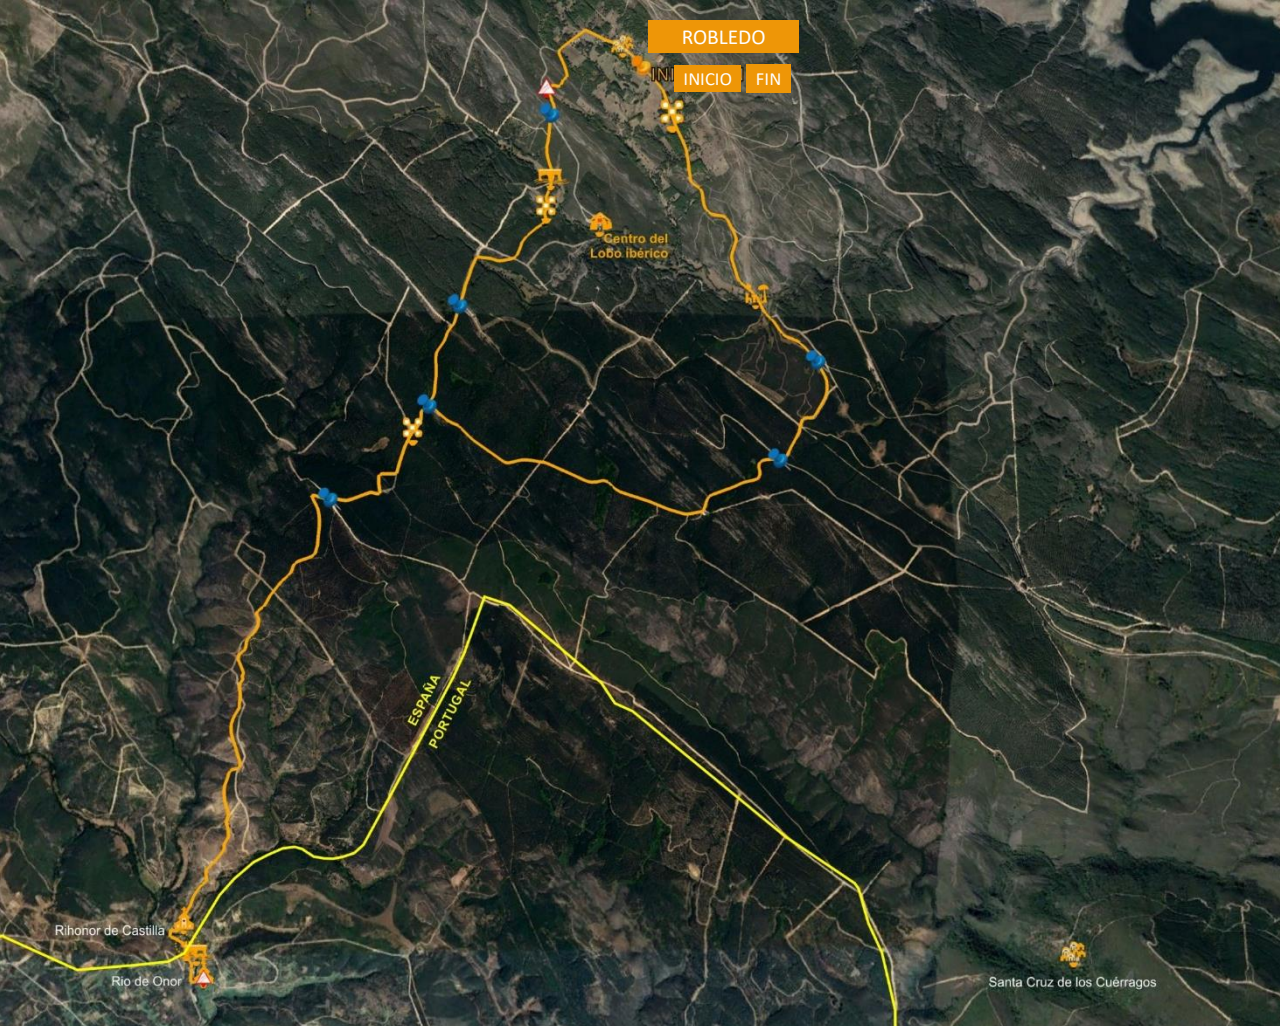 ROBLEDO
INICIO
FIN
Centro del
Lobo ibérico
ESPAÑA
PORTUGAL
Rihonor de Castilla
Rio de Onor
Santa Cruz de los Cuérragos